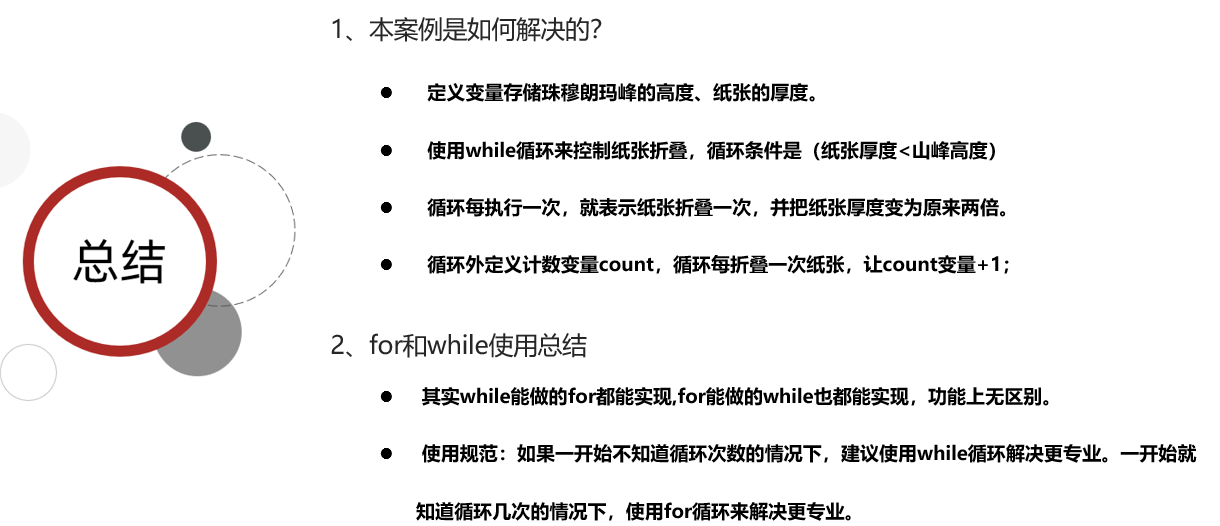 总结
1、本案例是如何解决的？
● 定义变量存储珠穆朗玛峰的高度、纸张的厚度。
● 使用while循环来控制纸张折叠，循环条件是（纸张厚度<山峰高度）
● 循环每执行一次，就表示纸张折叠一次，并把纸张厚度变为原来两倍。
● 循环外定义计数变量count，循环每折叠一次纸张，让count变量+1；
2、for和while使用总结
● 其实while能做的for都能实现,for能做的while也都能实现，功能上无区别。
● 使用规范：如果一开始不知道循环次数的情况下，建议使用while循环解决更专业。一开始就
知道循环几次的情况下，使用for循环来解决更专业。